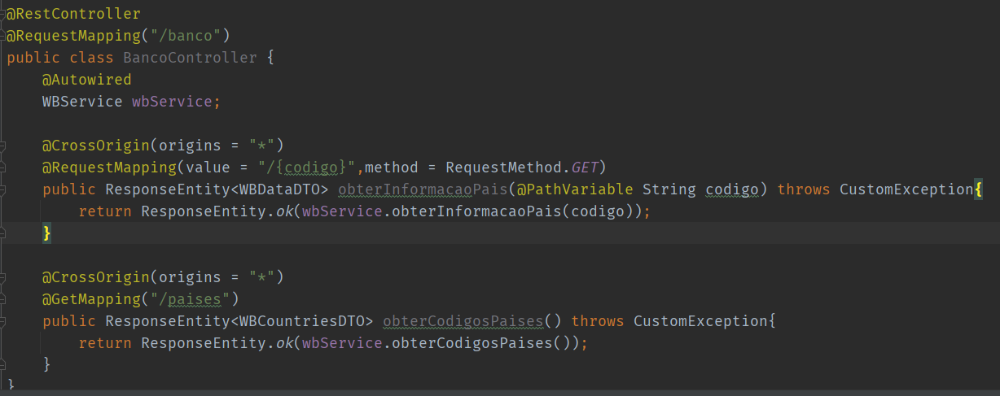 @RestController
@RequestMapping("/banco")
public class BancoController {
@Autowired
WBService wbService;
@CrossOrigin(origins = "*")
@RequestMapping(value = "/{codigo}",method = RequestMethod.GET)
public ResponseEntity<WBDataDTO> obterInformacaoPais(@PathVariable String codigo) throws CustomException{
return ResponseEntity.ok(wbService.obterInformacaoPais(codigo));
}
@CrossOrigin(origins = "*")
@GetMapping("/paises")
public ResponseEntity<WBCountriesDTO> obterCodigosPaises() throws CustomException{
return ResponseEntity.ok(wbService.obterCodigosPaises());
}
}